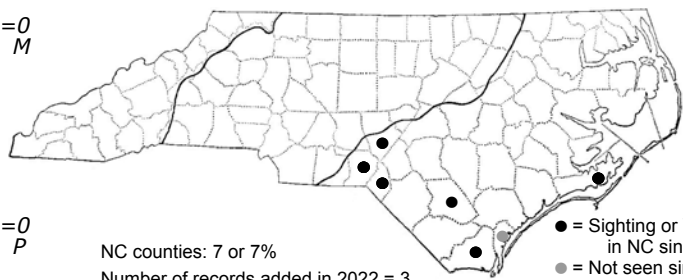 =0
M
=0
P
NC counties: 7 or 7%
Number of records added in 2022 = 3
● = Sighting or
in NC sin
● = Not seen sin